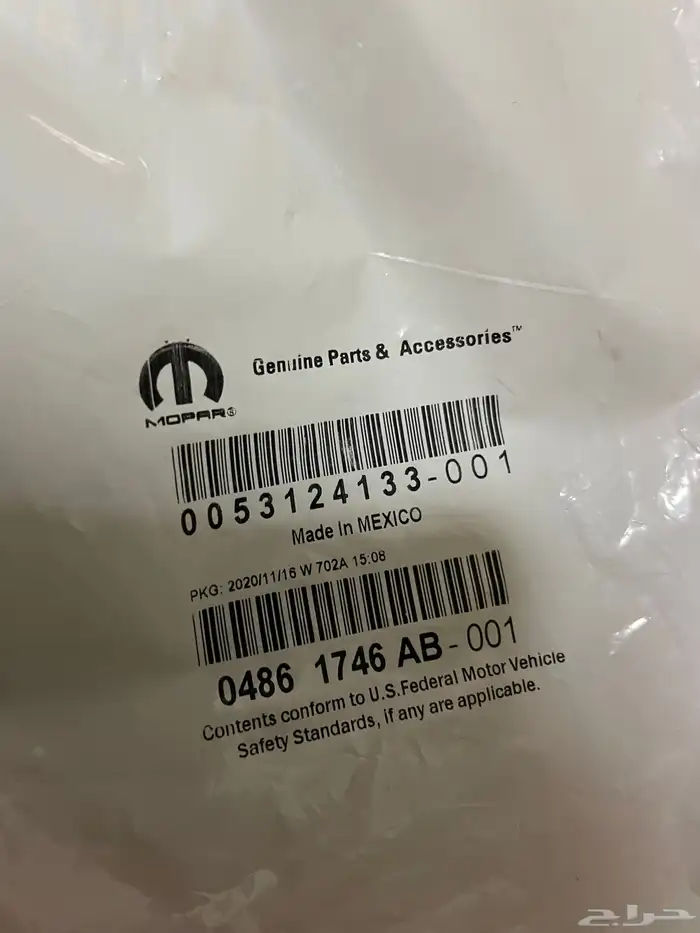 Genuine Parts & Accessories™
MOPAR®
0053124133-001
Made In MEXICO
PKG: 2020/11/16 W 702A 15:08
0486 1746 AB-001
Contents conform to U.S.Federal Motor Vehicle
Safety Standards, if any are applicable.
حراج